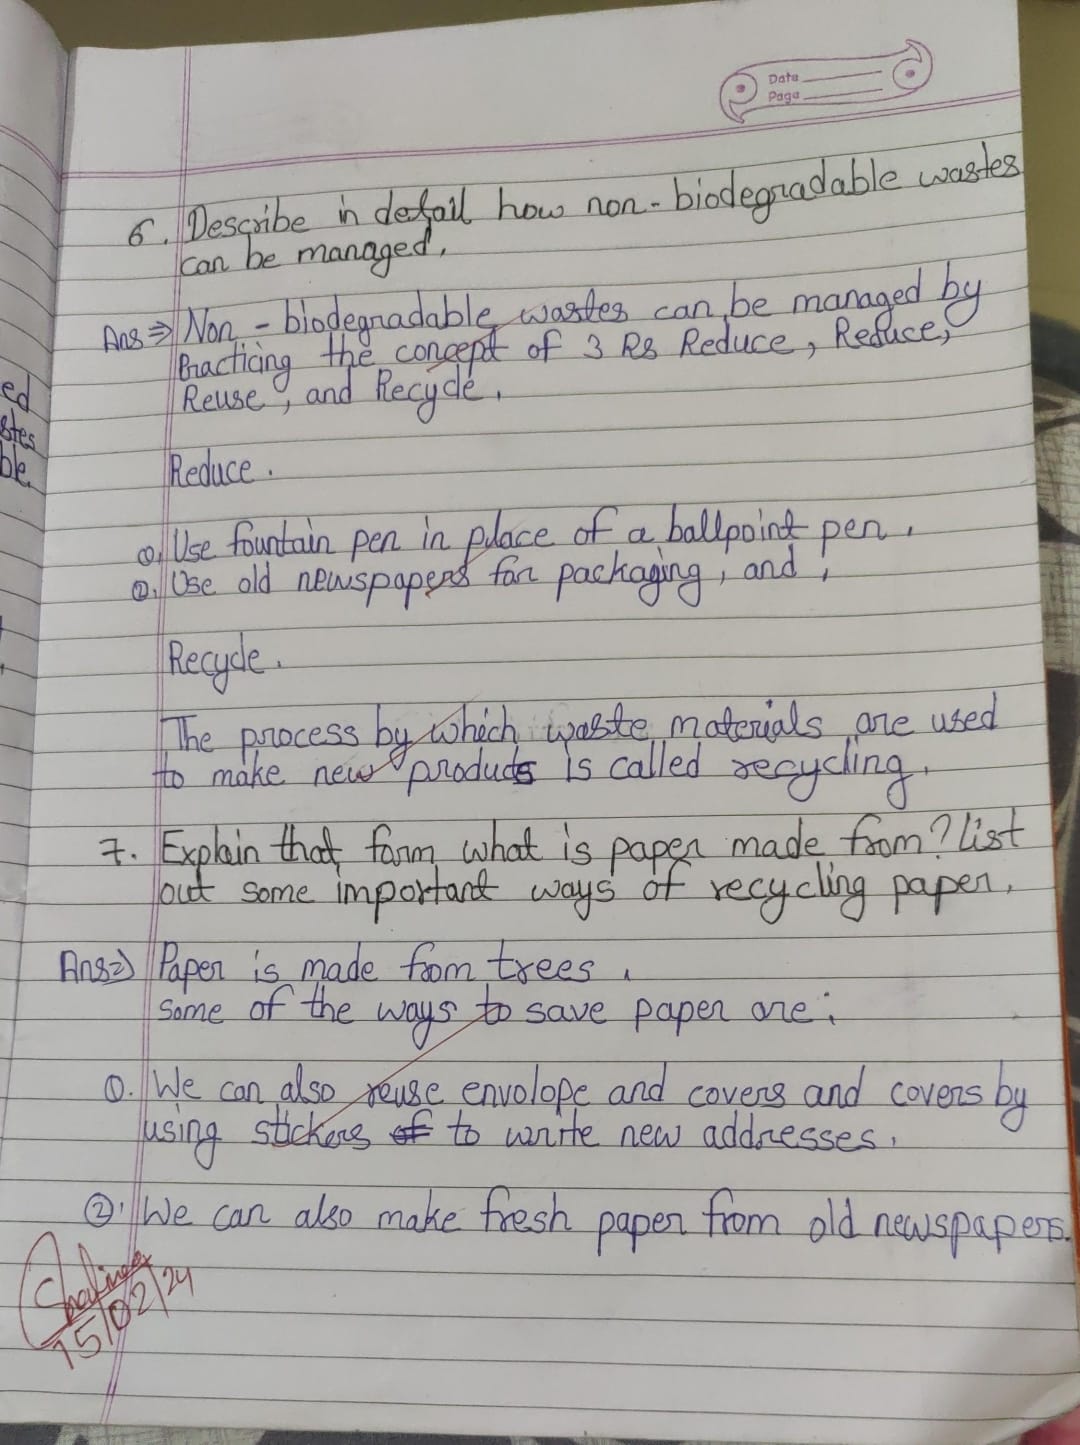 Date
Page
6. Describe in detail how non-biodegradable wastes
can be managed.
Ans ⇒ Non-biodegradable wastes can be managed by
Practicing the concept of 3 Rs Reduce, Reduce,
Reuse, and Recycle.
ed
stes
ble.
Reduce.
①. Use fountain pen in place of a ballpoint pen.
②. Use old newspapers for packaging, and,
Recycle.
The process by which waste materials are used
to make new products is called recycling.
7. Explain that form what is paper made from? list
out some important ways of recycling paper.
Ans⇒ Paper is made from trees.
Some of the ways to save paper are:
①. We can also reuse envolope and covers and covers by
using stickers of to write new addresses.
②. We can also make fresh paper from old newspapers.
15/02/24